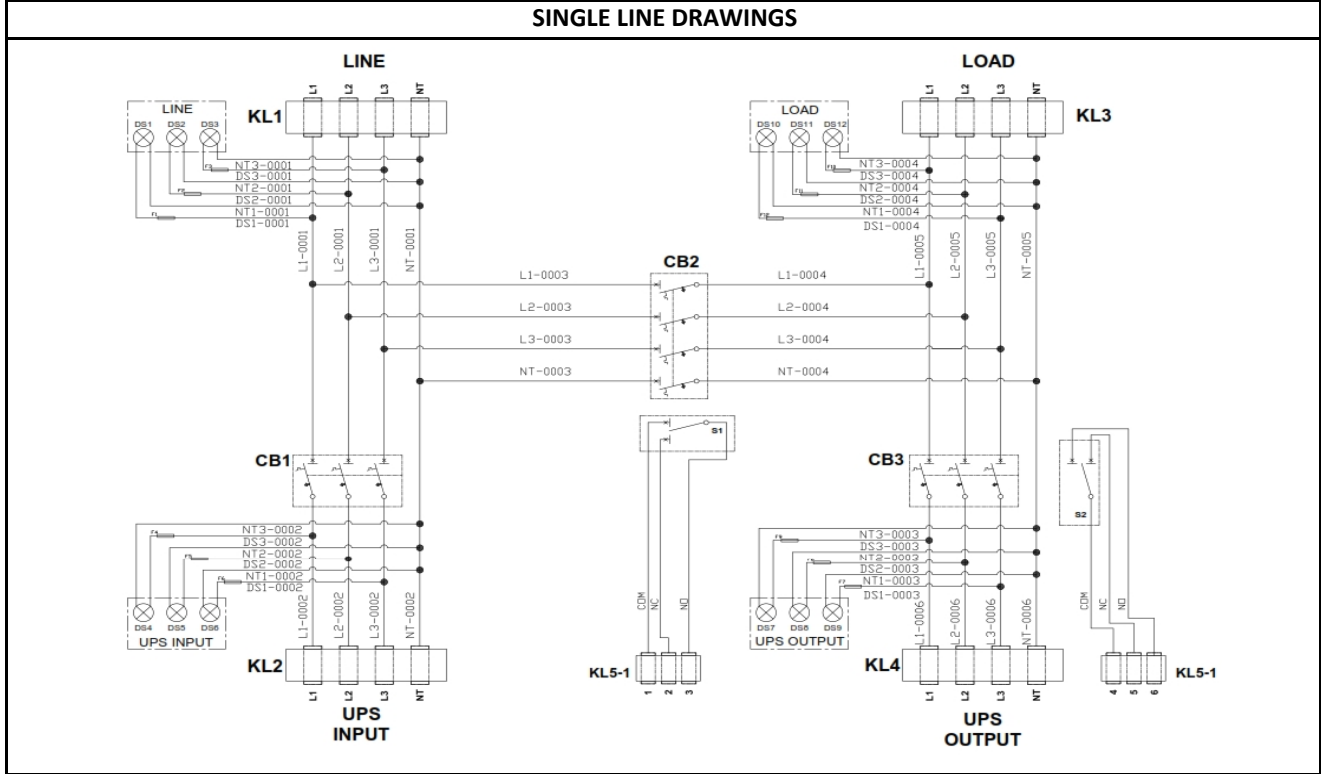 SINGLE LINE DRAWINGS
LINE
LOAD
L1 L2 L3 NT
L1 L2 L3 NT
LINE
DS1 DS2 DS3
KL1
LOAD
DS10 DS11 DS12
KL3
F3
NT3-0001
DS3-0001
F2
NT2-0001
DS2-0001
F1
NT1-0001
DS1-0001
NT3-0004
DS3-0004
F11
NT2-0004
DS2-0004
NT1-0004
DS1-0004
L1-0001 L2-0001 L3-0001 NT-0001
L1-0005 L2-0005 L3-0005 NT-0005
CB2
L1-0003 L1-0004
L2-0003 L2-0004
L3-0003 L3-0004
NT-0003 NT-0004
S1
CB1
CB3
S2
F4
NT3-0002
DS3-0002
F5
NT2-0002
DS2-0002
F6
NT1-0002
DS1-0002
NT3-0003
DS3-0003
NT2-0003
DS2-0003
F7
NT1-0003
DS1-0003
L1-0002 L2-0002 L3-0002 NT-0002
L1-0006 L2-0006 L3-0006 NT-0006
COM NC NO
COM NC NO
DS4 DS5 DS6
UPS INPUT
DS7 DS8 DS9
UPS OUTPUT
KL2
KL5-1
KL4
KL5-1
L1 L2 L3 NT
1 2 3
L1 L2 L3 NT
4 5 6
UPS
INPUT
UPS
OUTPUT